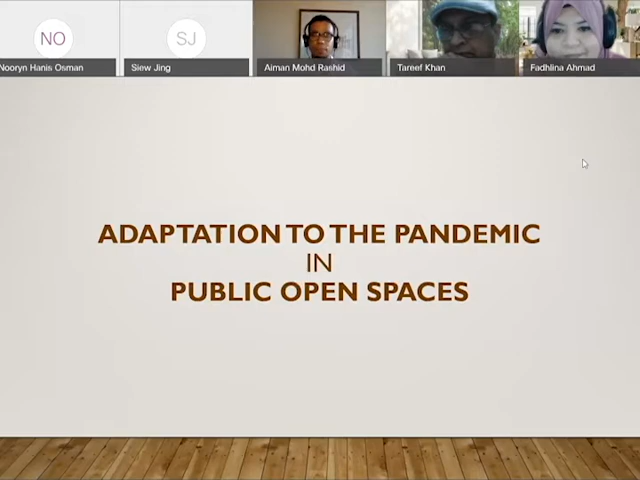 NO
SJ
Nooryn Hanis Osman
Siew Jing
Aiman Mohd Rashid
Tareef Khan
Fadhlina Ahmad
ADAPTATION TO THE PANDEMIC
IN
PUBLIC OPEN SPACES